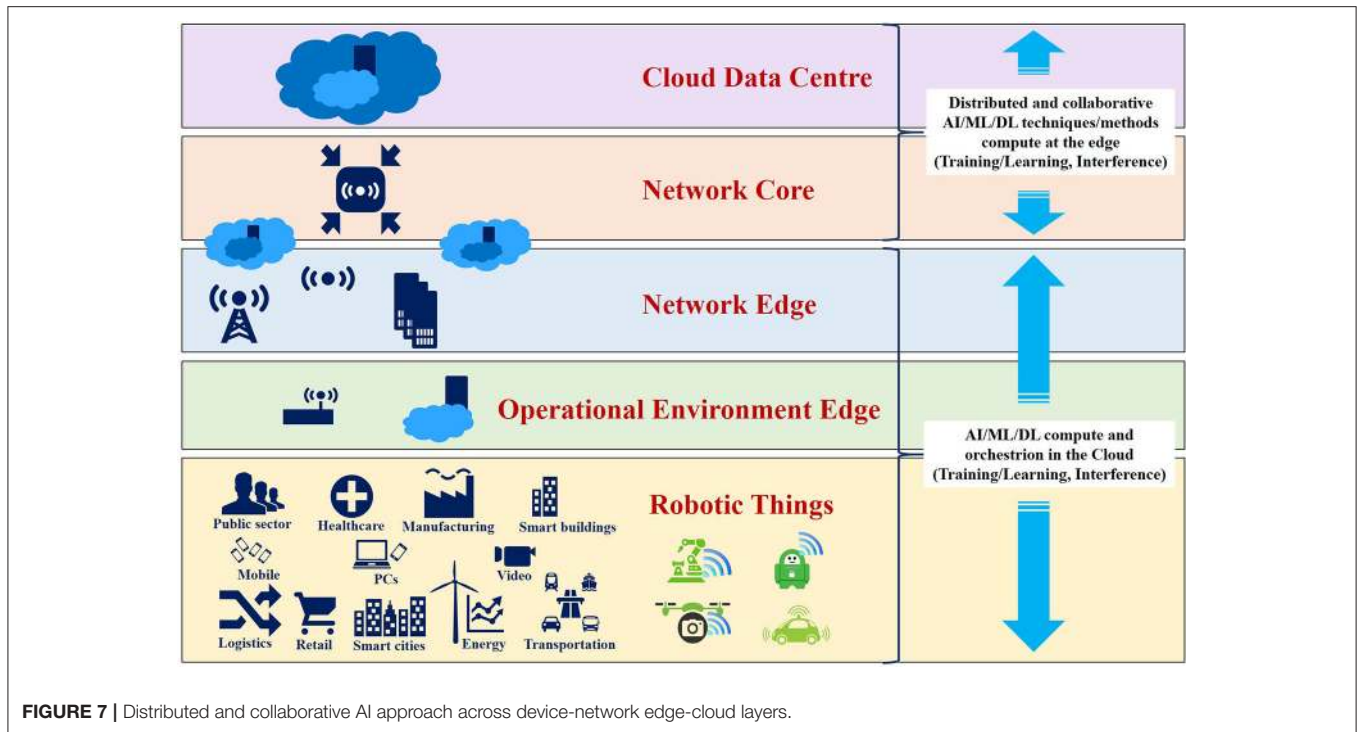 Cloud Data Centre
Distributed and collaborative
AI/ML/DL techniques/methods
compute at the edge
(Training/Learning, Interference)
Network Core
Network Edge
Operational Environment Edge
AI/ML/DL compute and
orchestrion in the Cloud
(Training/Learning, Interference)
Robotic Things
Public sector
Healthcare
Manufacturing
Smart buildings
Mobile
PCs
Video
Logistics
Retail
Smart cities
Energy
Transportation
FIGURE 7 | Distributed and collaborative AI approach across device-network edge-cloud layers.